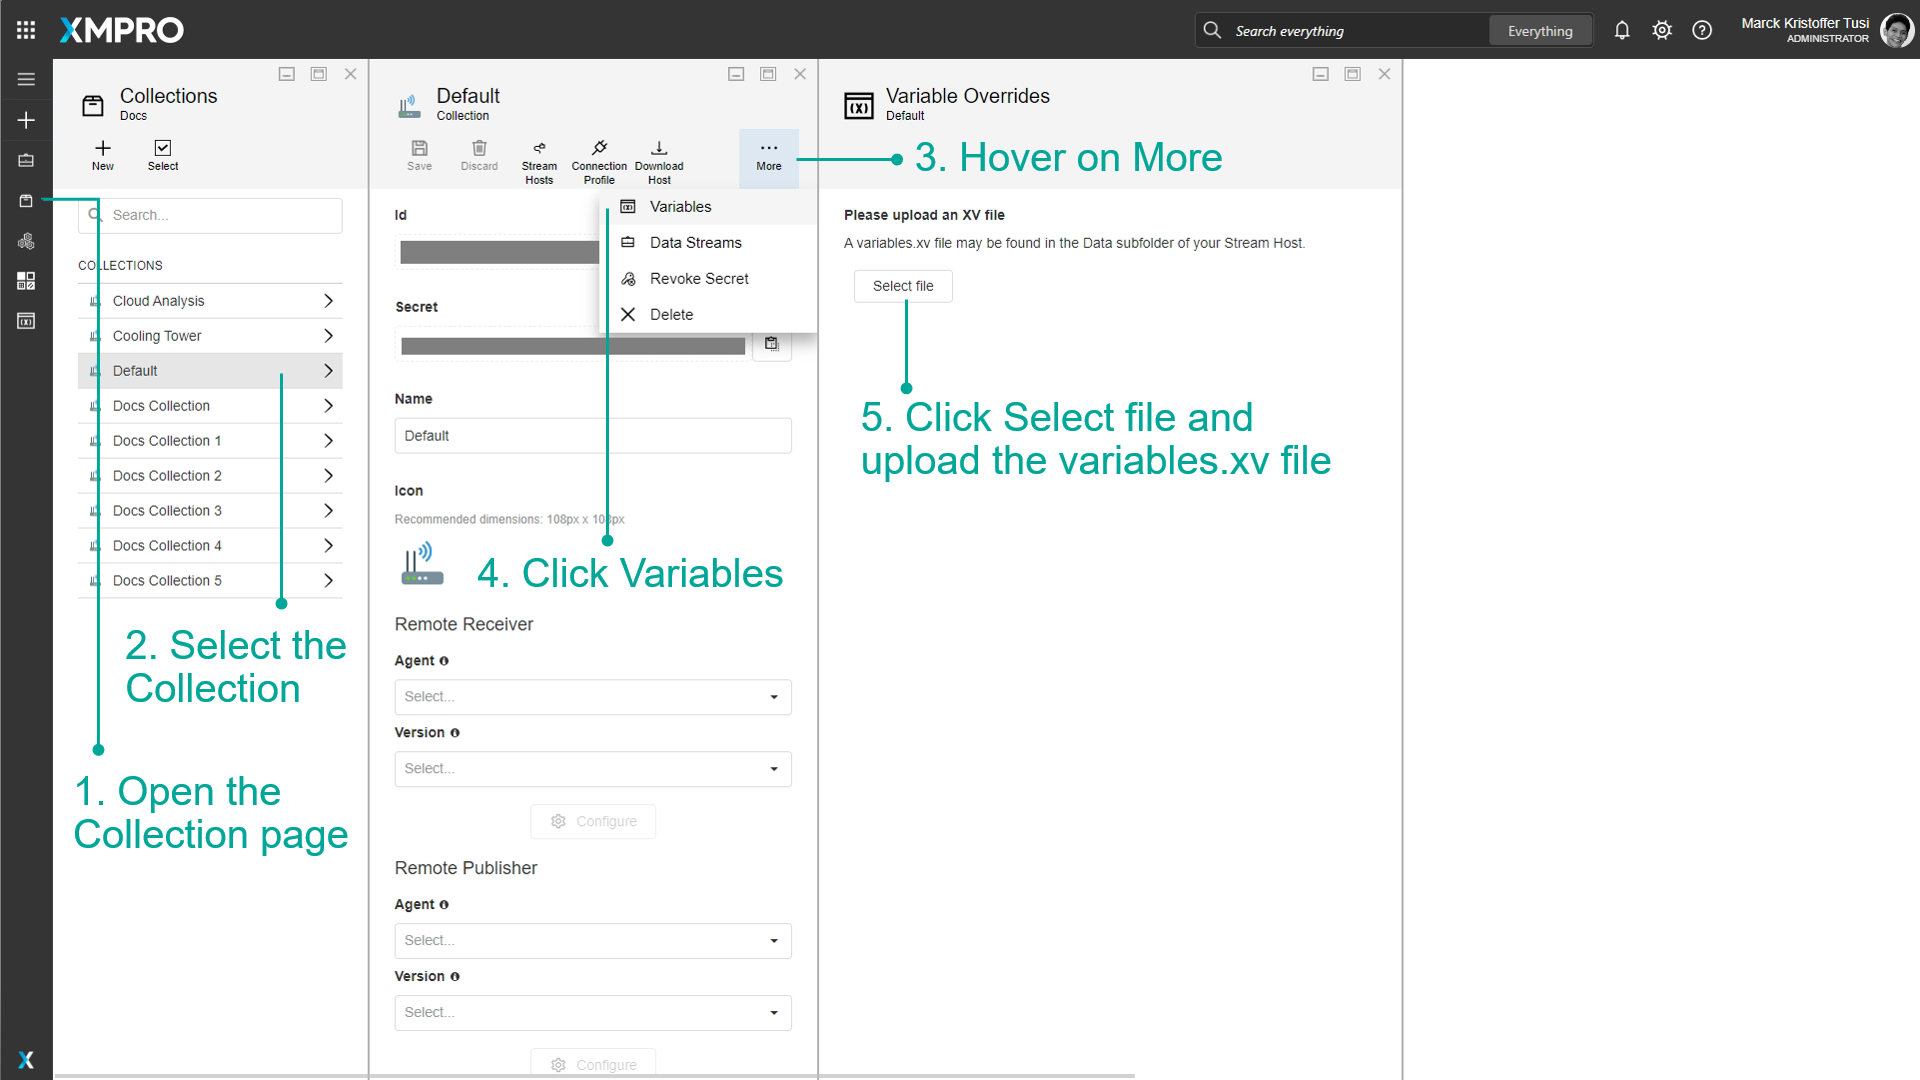 XMPRO
Search everything
Everything
Marck Kristoffer Tusi
ADMINISTRATOR
Collections
Docs
New
Select
Search...
COLLECTIONS
Cloud Analysis
Cooling Tower
Default
Docs Collection
Docs Collection 1
Docs Collection 2
Docs Collection 3
Docs Collection 4
Docs Collection 5
2. Select the
Collection
1. Open the
Collection page
Default
Collection
Save
Discard
Stream
Hosts
Connection
Profile
Download
Host
More
Variables
Data Streams
Revoke Secret
Delete
Id
Secret
Name
Default
Icon
Recommended dimensions: 108px x 108px
4. Click Variables
Remote Receiver
Agent
Select...
Version
Select...
Configure
Remote Publisher
Agent
Select...
Version
Select...
Configure
Variable Overrides
Default
3. Hover on More
Please upload an XV file
A variables.xv file may be found in the Data subfolder of your Stream Host.
Select file
5. Click Select file and
upload the variables.xv file